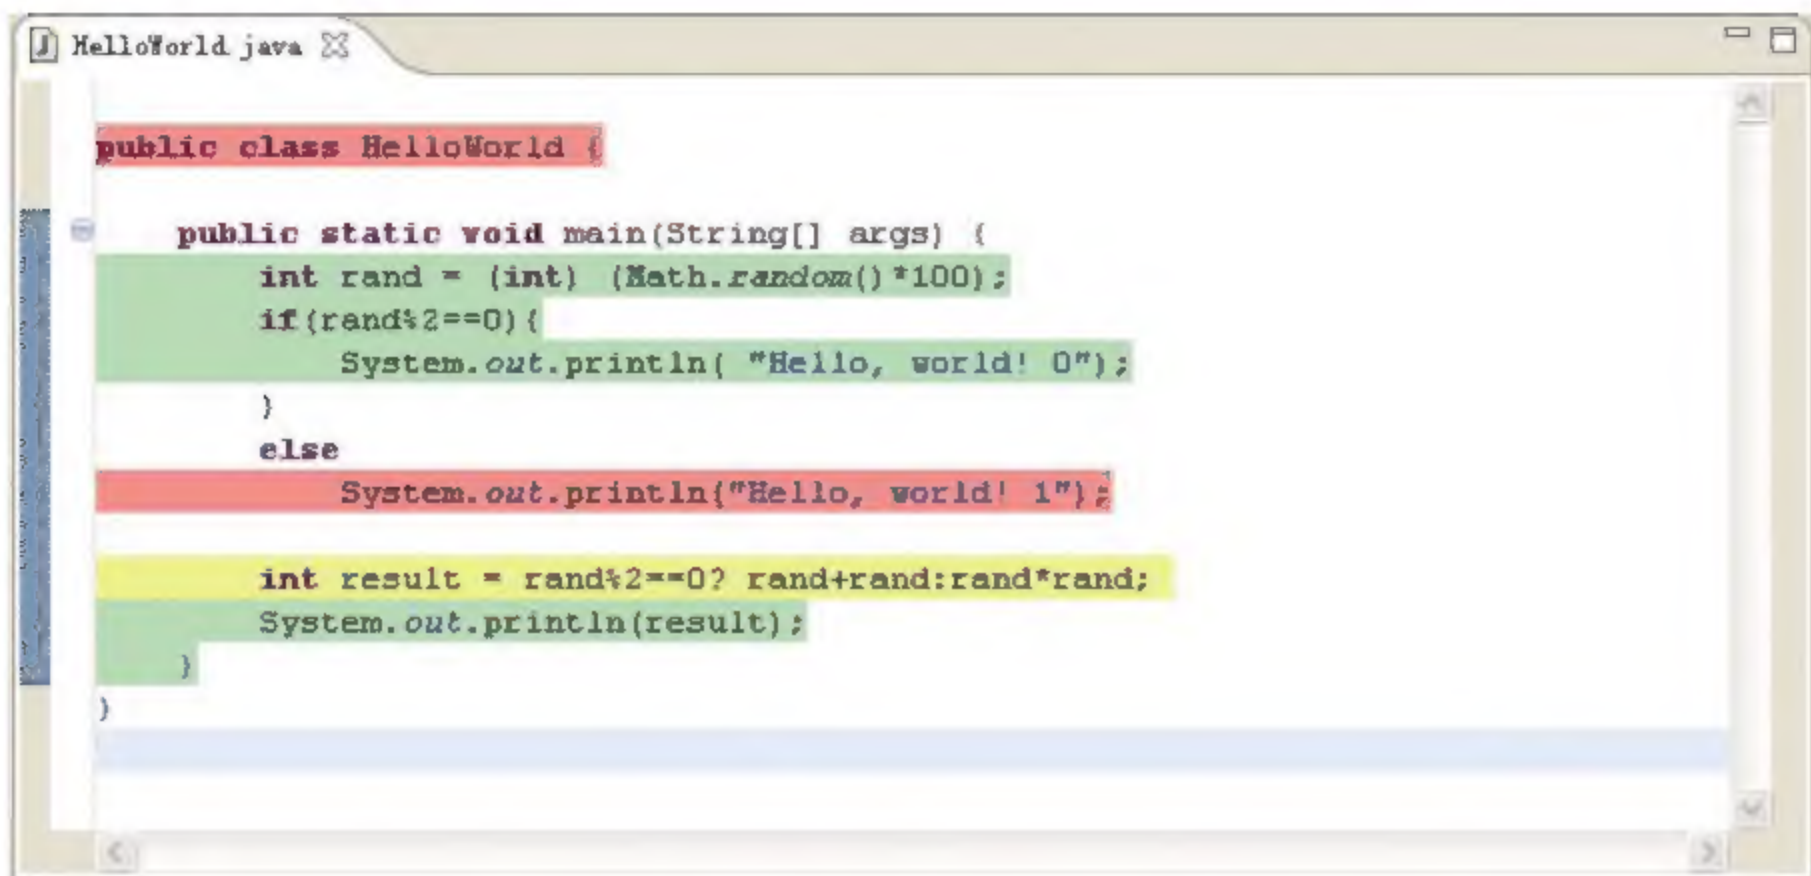 HelloWorld.java
public class HelloWorld {
public static void main(String[] args) {
int rand = (int) (Math.random()*100);
if(rand%2==0){
System.out.println( "Hello, world! 0");
}
else
System.out.println("Hello, world! 1");
int result = rand%2==0? rand+rand:rand*rand;
System.out.println(result);
}
}